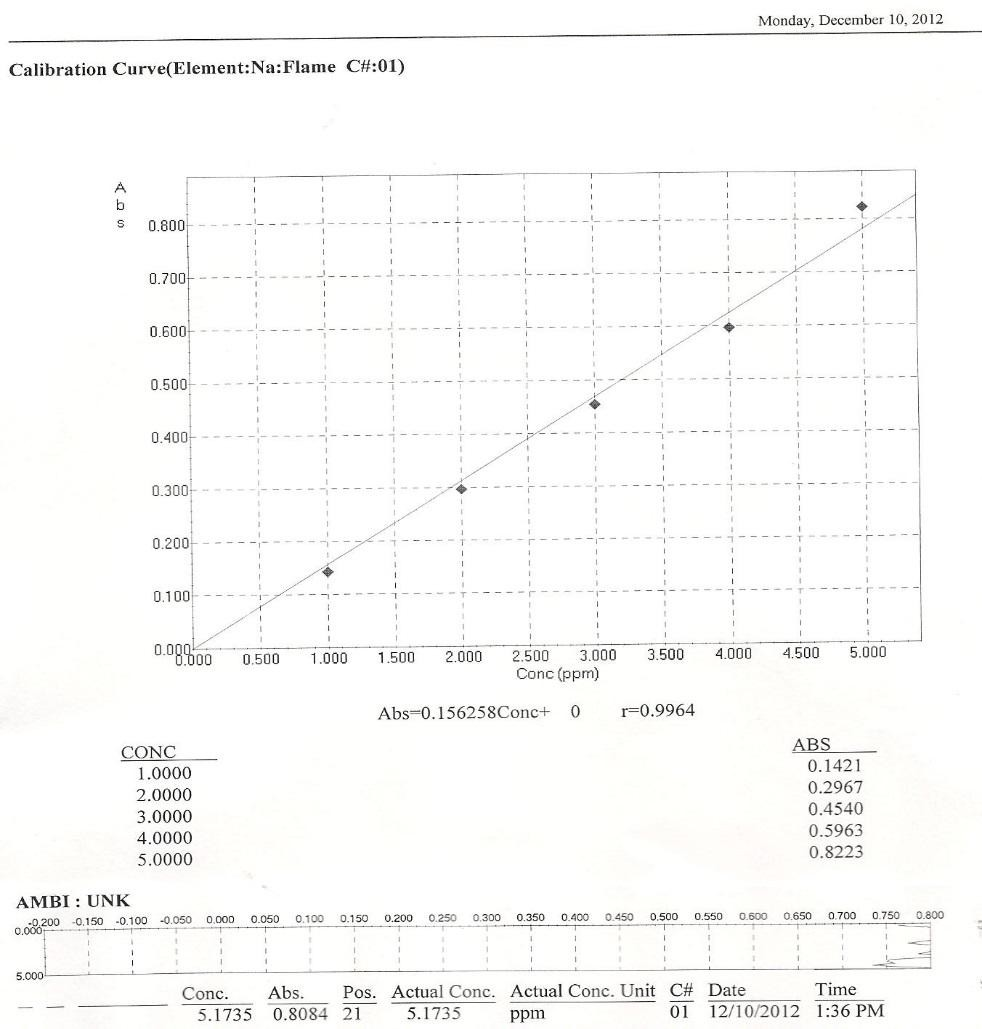 Monday, December 10, 2012
Calibration Curve(Element:Na:Flame C#:01)
A
b
s
0.800
0.700
0.600
0.500
0.400
0.300
0.200
0.100
0.000
0.000 0.500 1.000 1.500 2.000 2.500 3.000 3.500 4.000 4.500 5.000
Conc (ppm)
Abs=0.156258Conc+ 0 r=0.9964
CONC ABS
1.0000 0.1421
2.0000 0.2967
3.0000 0.4540
4.0000 0.5963
5.0000 0.8223
AMBI : UNK
-0.200 -0.150 -0.100 -0.050 0.000 0.050 0.100 0.150 0.200 0.250 0.300 0.350 0.400 0.450 0.500 0.550 0.600 0.650 0.700 0.750 0.800
0.000
5.000
Conc. Abs. Pos. Actual Conc. Actual Conc. Unit C# Date Time
5.1735 0.8084 21 5.1735 ppm 01 12/10/2012 1:36 PM